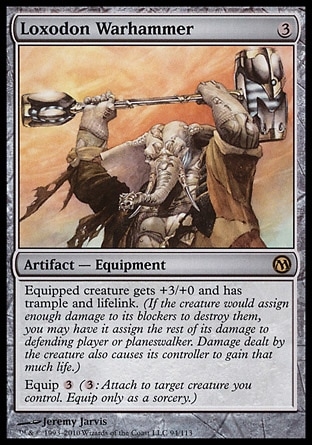 Loxodon Warhammer 3
Artifact — Equipment
Equipped creature gets +3/+0 and has
trample and lifelink. (If the creature would assign
enough damage to its blockers to destroy them,
you may have it assign the rest of its damage to
defending player or planeswalker. Damage dealt
by the creature also causes its controller to gain that
much life.)
Equip 3 (3: Attach to target creature you
control. Equip only as a sorcery.)
Jeremy Jarvis
™ & © 1993–2010 Wizards of the Coast LLC 94/113